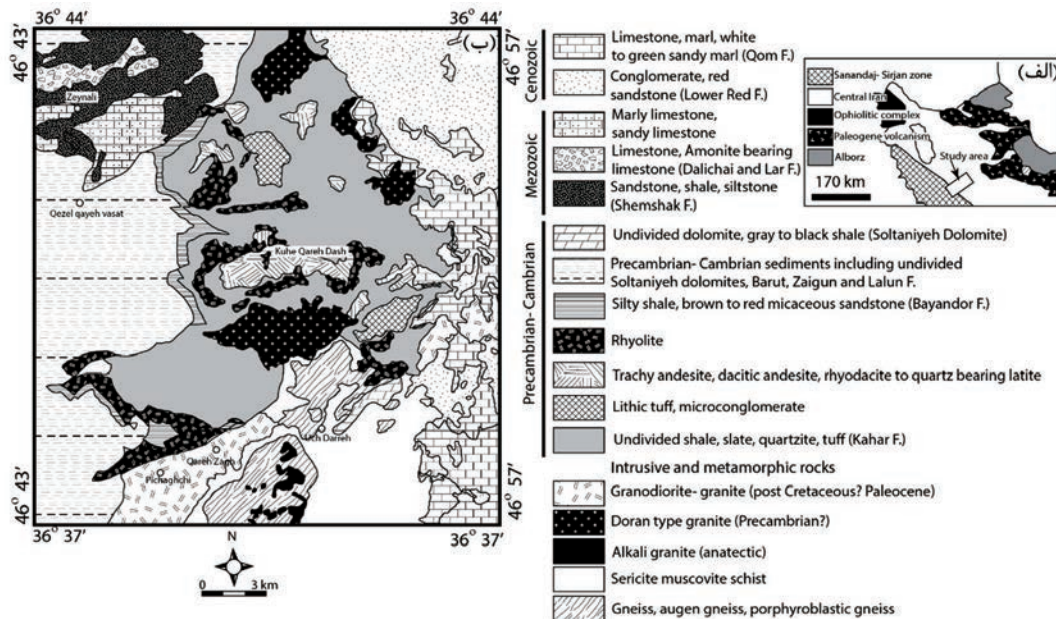 36° 44'
36° 44'
46° 43'
46° 57'
(ب)
Zeynali
Qezel qayeh vasat
Kuhe Qareh Dash
Uch Darreh
Qareh Zagh
Pichaghchi
46° 43'
46° 57'
36° 37'
36° 37'
N
0 3 km
Cenozoic
Limestone, marl, white
to green sandy marl (Qom F.)
Conglomerate, red
sandstone (Lower Red F.)
Mezozoic
Marly limestone,
sandy limestone
Limestone, Amonite bearing
limestone (Dalichai and Lar F.)
Sandstone, shale, siltstone
(Shemshak F.)
Precambrian- Cambrian
Undivided dolomite, gray to black shale (Soltaniyeh Dolomite)
Precambrian- Cambrian sediments including undivided
Soltaniyeh dolomites, Barut, Zaigun and Lalun F.
Silty shale, brown to red micaceous sandstone (Bayandor F.)
Rhyolite
Trachy andesite, dacitic andesite, rhyodacite to quartz bearing latite
Lithic tuff, microconglomerate
Undivided shale, slate, quartzite, tuff (Kahar F.)
Intrusive and metamorphic rocks
Granodiorite- granite (post Cretaceous? Paleocene)
Doran type granite (Precambrian?)
Alkali granite (anatectic)
Sericite muscovite schist
Gneiss, augen gneiss, porphyroblastic gneiss
(الف)
Sanandaj- Sirjan zone
Central Iran
Ophiolitic complex
Paleogene volcanism
Alborz
Study area
170 km